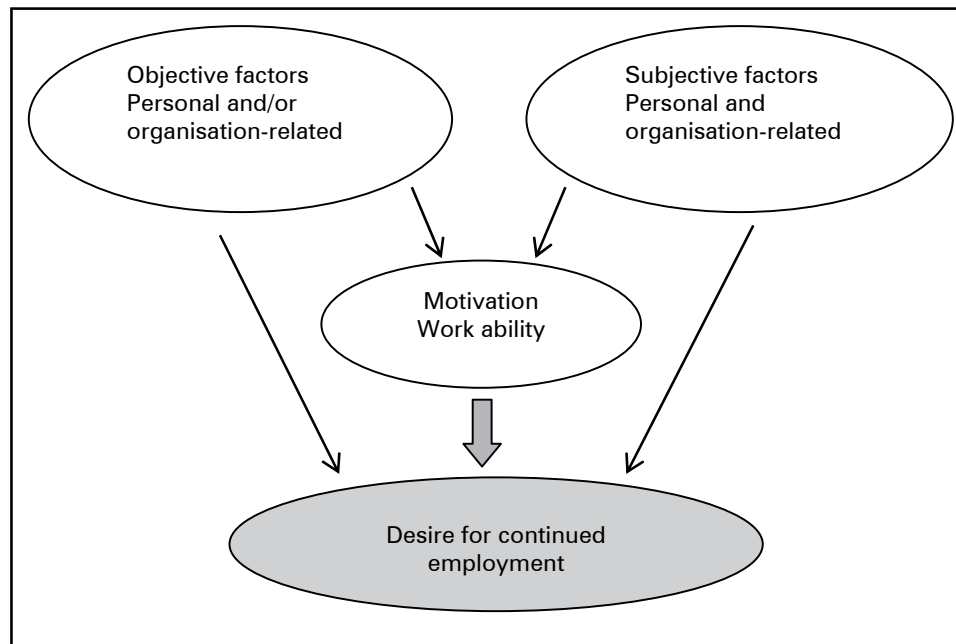 Objective factors
Personal and/or
organisation-related
Subjective factors
Personal and
organisation-related
Motivation
Work ability
Desire for continued
employment